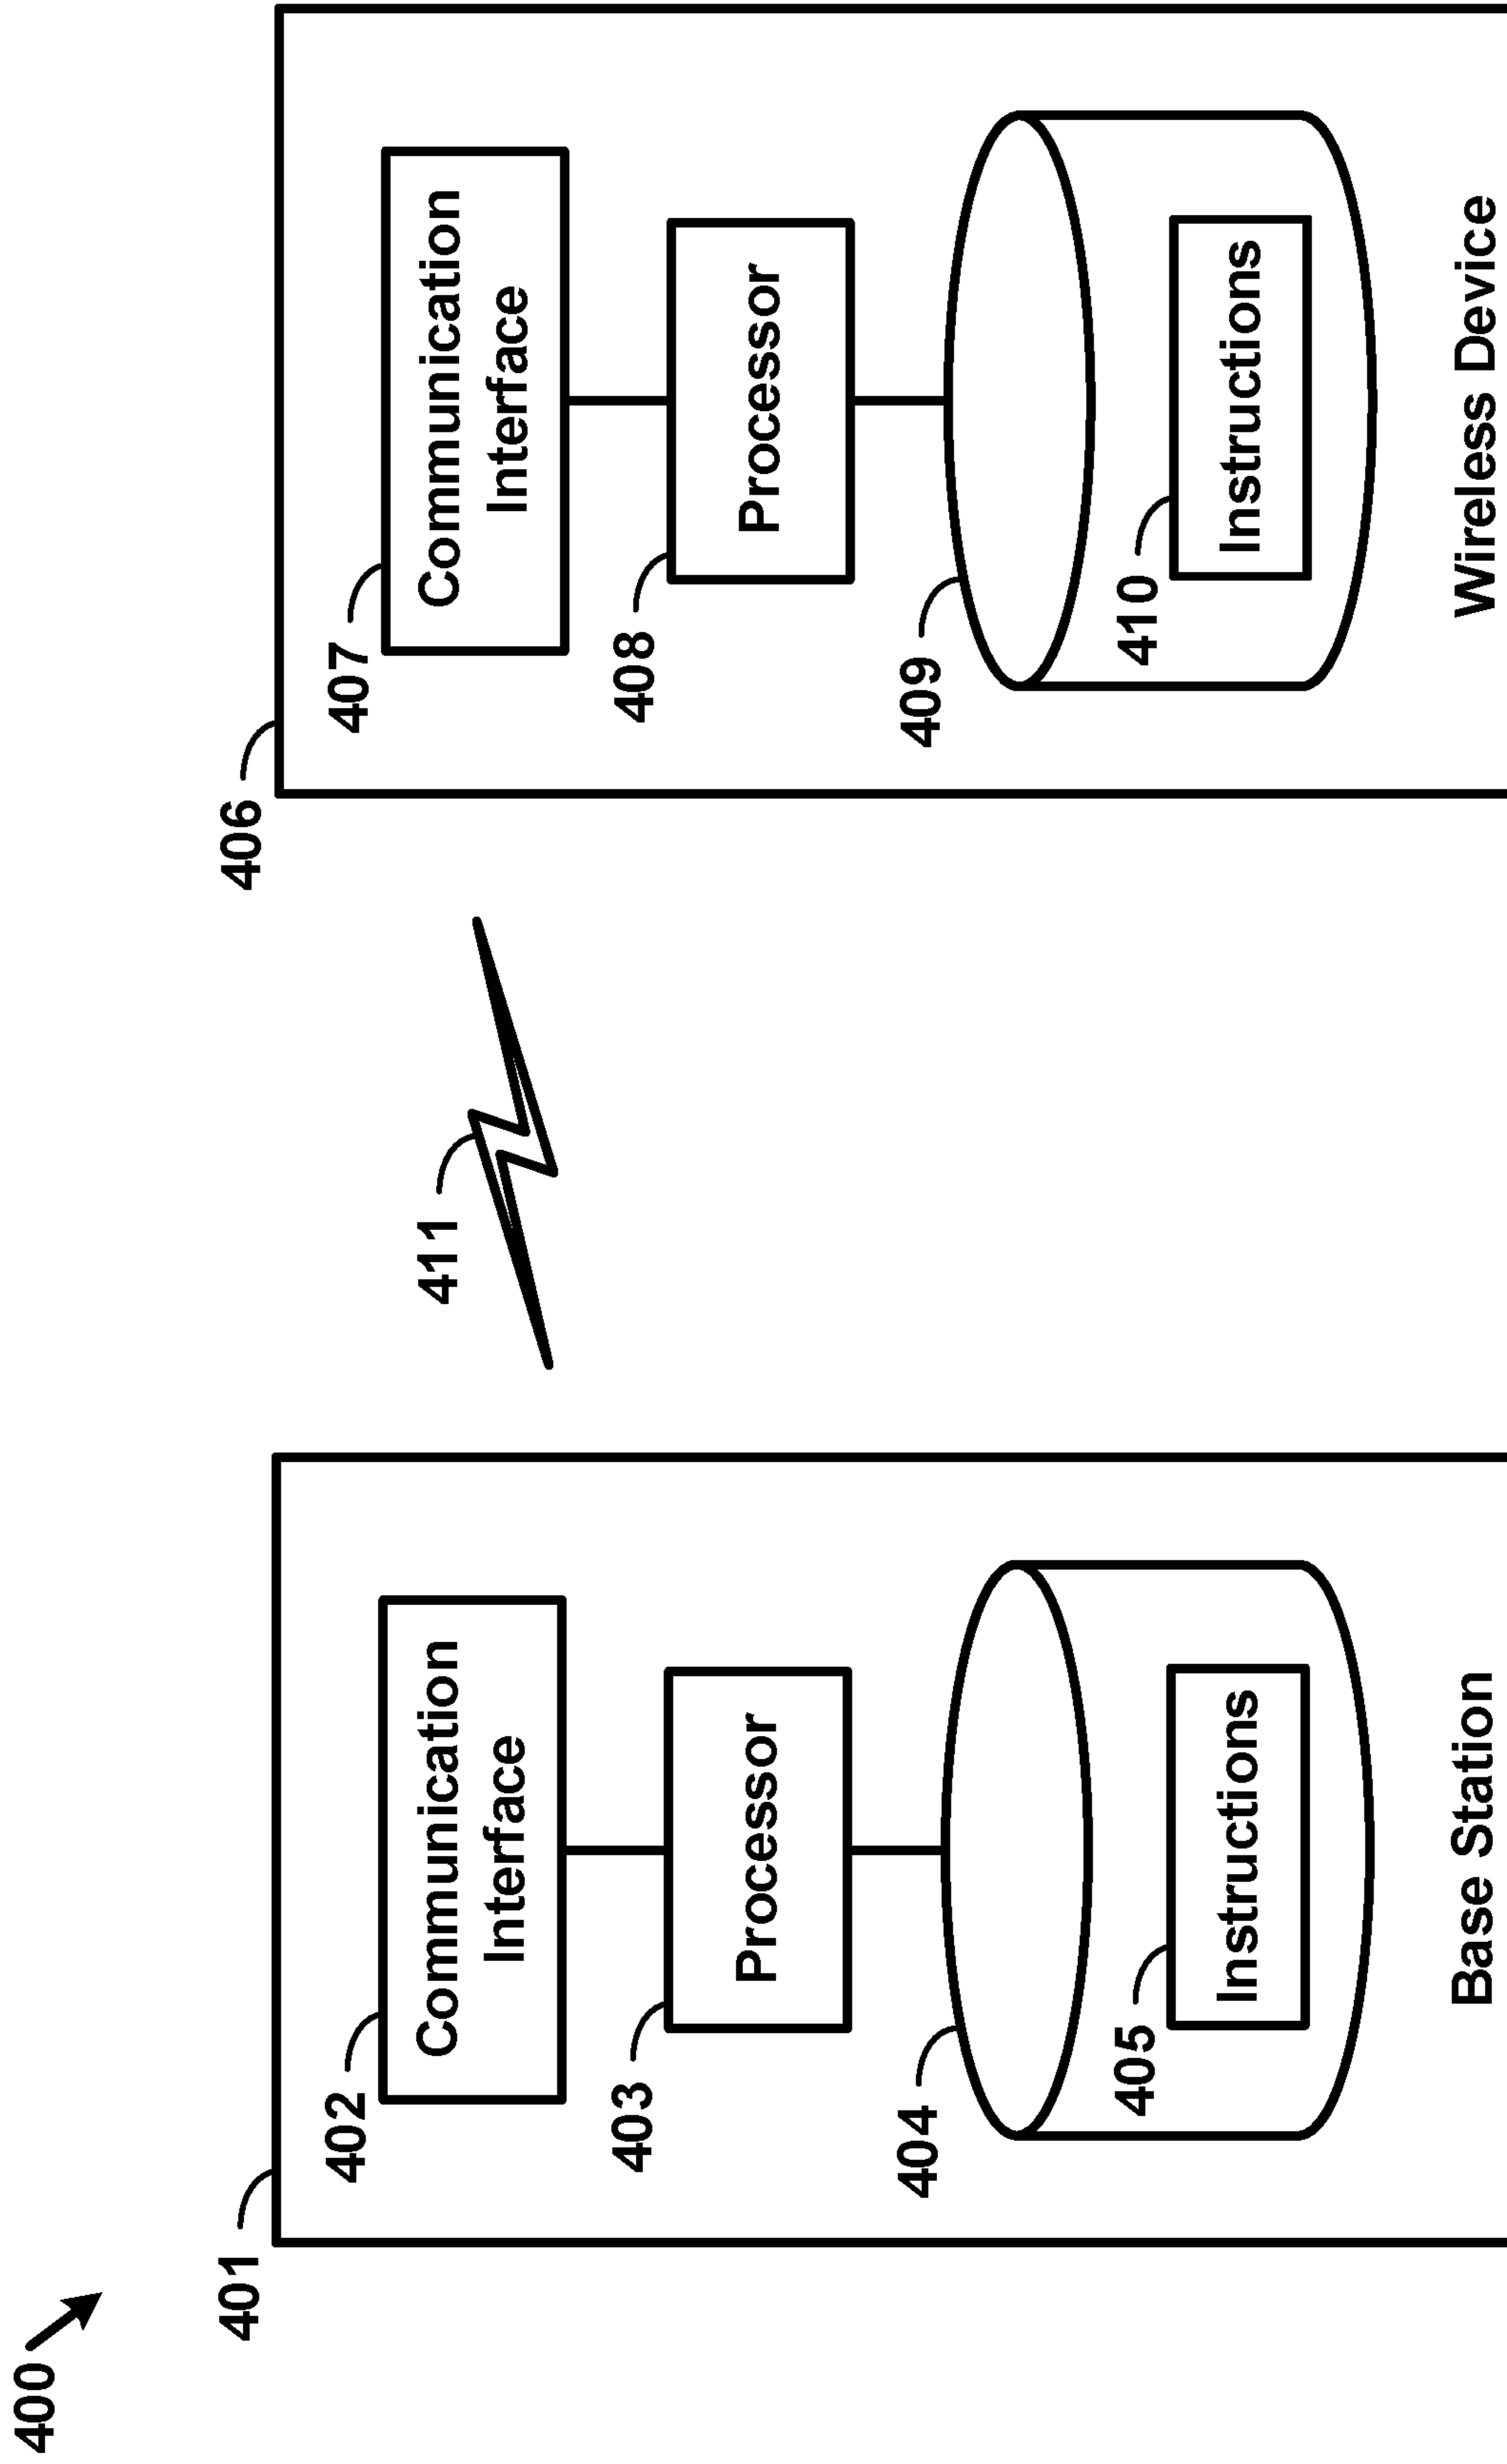 400
401
402
Communication
Interface
403
Processor
404
405
Instructions
Base Station
411
406
407
Communication
Interface
408
Processor
409
410
Instructions
Wireless Device